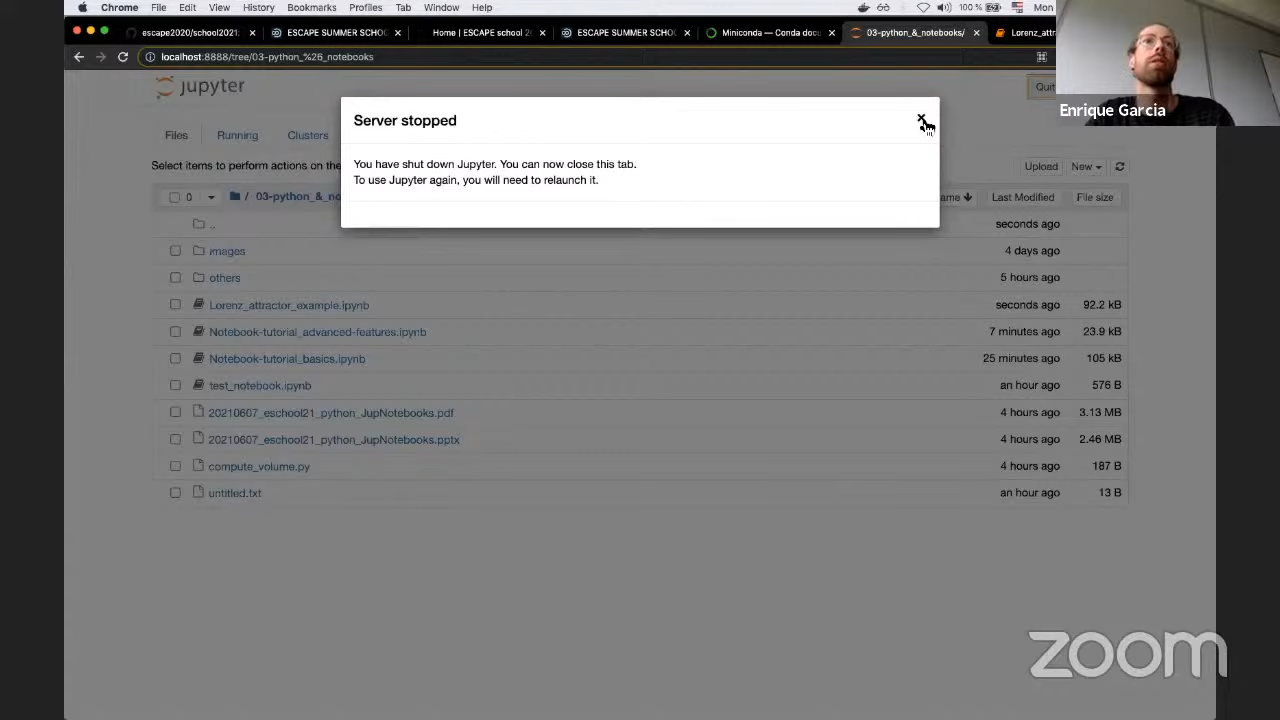 Chrome File Edit View History Bookmarks Profiles Tab Window Help 100 % Mon
escape2020/school2021: ESCAPE SUMMER SCHOO Home | ESCAPE school 2 ESCAPE SUMMER SCHOO Miniconda — Conda docu 03-python_&_notebooks/ Lorenz_attra
localhost:8888/tree/03-python_%26_notebooks
jupyter
Quit
Enrique Garcia
Server stopped
You have shut down Jupyter. You can now close this tab.
To use Jupyter again, you will need to relaunch it.
Files Running Clusters
Select items to perform actions on the
Upload New
0 / 03-python_&_no ame Last Modified File size
.. seconds ago
images 4 days ago
others 5 hours ago
Lorenz_attractor_example.ipynb seconds ago 92.2 kB
Notebook-tutorial_advanced-features.ipynb 7 minutes ago 23.9 kB
Notebook-tutorial_basics.ipynb 25 minutes ago 105 kB
test_notebook.ipynb an hour ago 576 B
20210607_eschool21_python_JupNotebooks.pdf 4 hours ago 3.13 MB
20210607_eschool21_python_JupNotebooks.pptx 4 hours ago 2.46 MB
compute_volume.py 4 hours ago 187 B
untitled.txt an hour ago 13 B
zoom